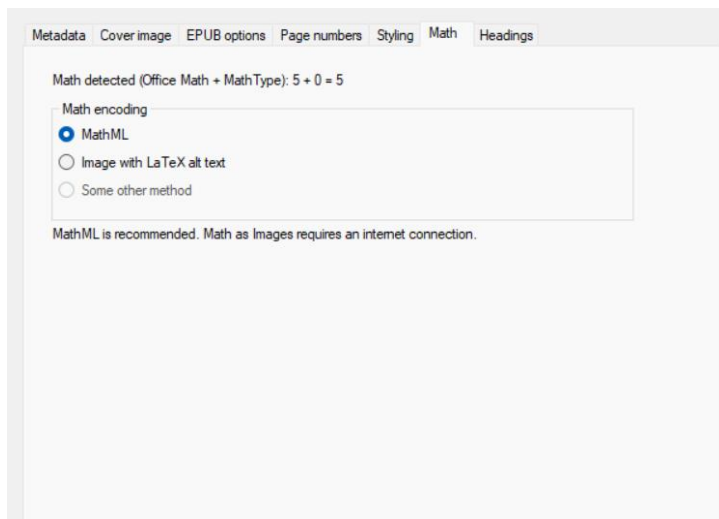 Metadata Cover image EPUB options Page numbers Styling Math Headings
Math detected (Office Math + MathType): 5 + 0 = 5
Math encoding
MathML
Image with LaTeX alt text
Some other method
MathML is recommended. Math as Images requires an internet connection.